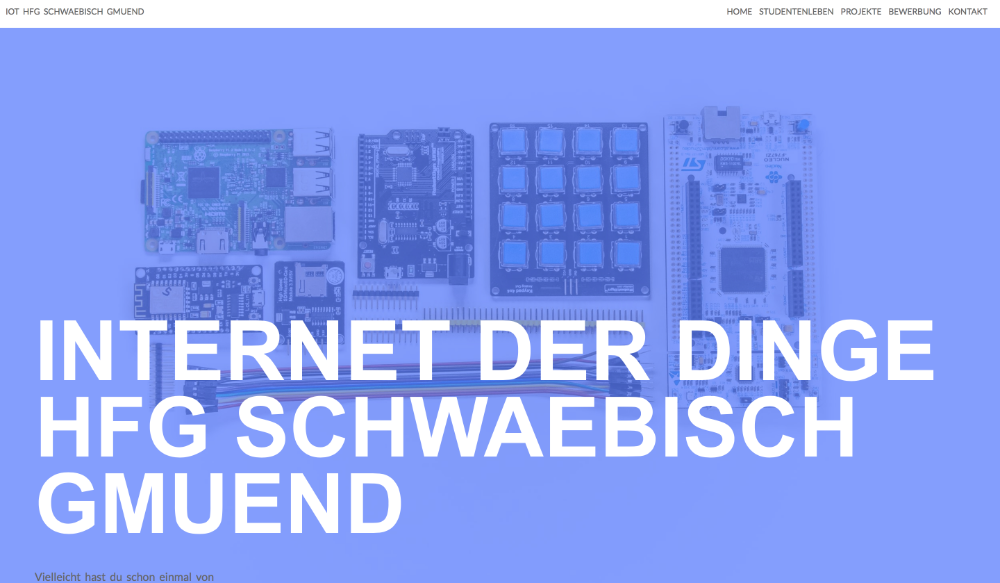 IOT HFG SCHWAEBISCH GMUEND
HOME STUDENTENLEBEN PROJEKTE BEWERBUNG KONTAKT
INTERNET DER DINGE
HFG SCHWAEBISCH
GMUEND
Vielleicht hast du schon einmal von